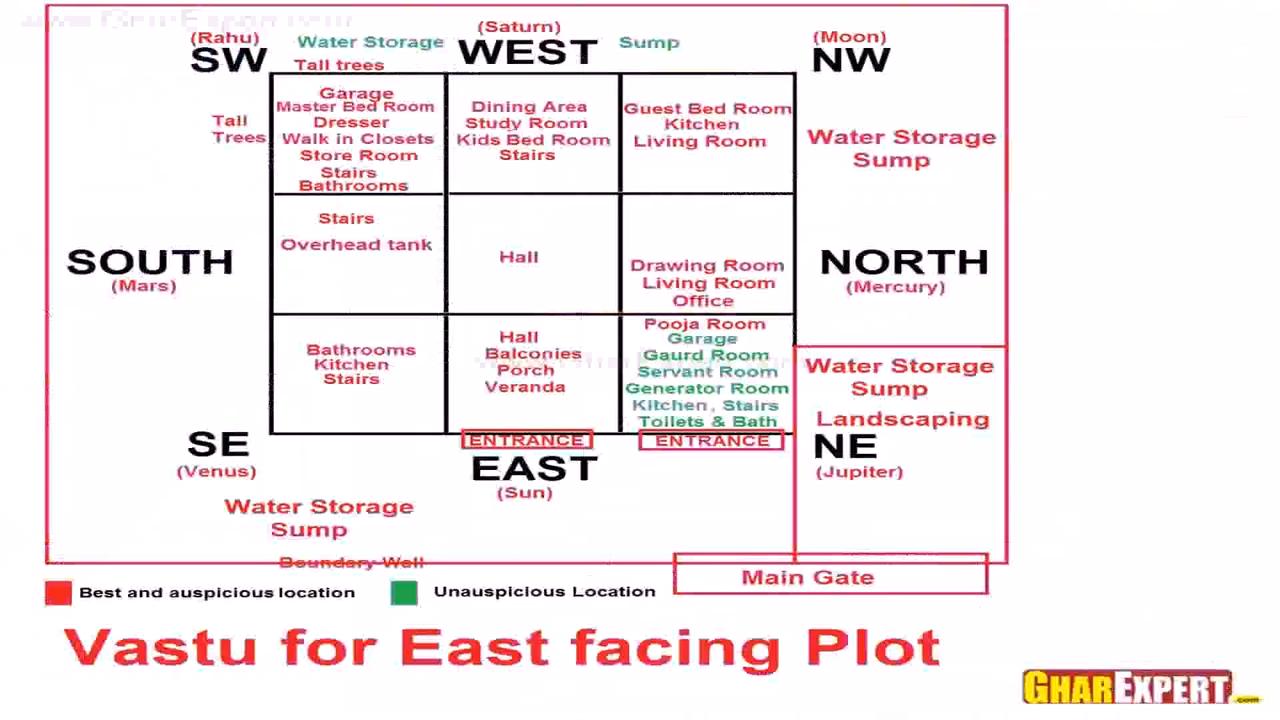 (Saturn)
(Rahu)
Water Storage
WEST
Sump
(Moon)
SW
Tall trees
NW
Garage
Master Bed Room
Dresser
Walk in Closets
Store Room
Stairs
Bathrooms
Dining Area
Study Room
Kids Bed Room
Stairs
Guest Bed Room
Kitchen
Living Room
Tall
Trees
Water Storage
Sump
Stairs
Overhead tank
Hall
Drawing Room
Living Room
Office
SOUTH
(Mars)
NORTH
(Mercury)
Bathrooms
Kitchen
Stairs
Hall
Balconies
Porch
Veranda
Pooja Room
Garage
Gaurd Room
Servant Room
Generator Room
Kitchen, Stairs
Toilets & Bath
Water Storage
Sump
Landscaping
SE
(Venus)
ENTRANCE
ENTRANCE
EAST
(Sun)
NE
(Jupiter)
Water Storage
Sump
Boundary Wall
Main Gate
Best and auspicious location
Unauspicious Location
Vastu for East facing Plot
GHAREXPERT.com